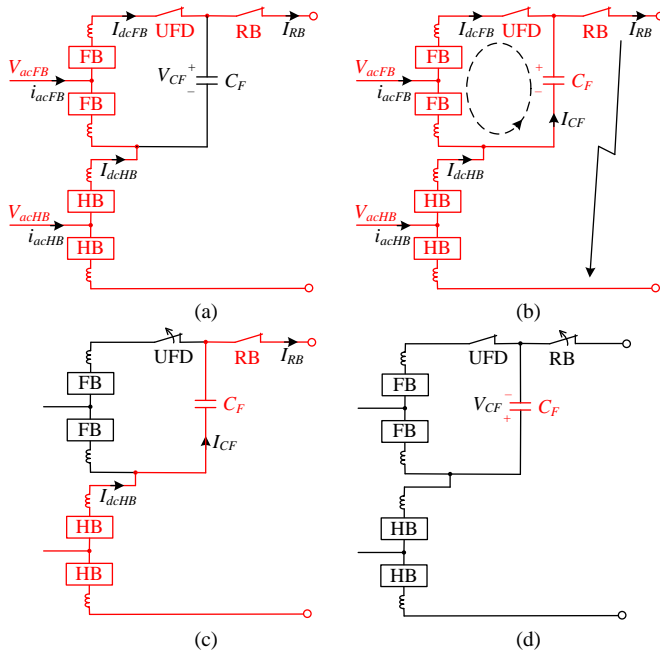 I_dcFB UFD RB I_RB
FB
V_acFB
i_acFB
FB
V_CF + − C_F
I_dcHB
V_acHB
i_acHB
HB
HB
(a)
I_dcFB UFD RB I_RB
FB
V_acFB
i_acFB
FB
+ − C_F
I_CF
I_dcHB
V_acHB
i_acHB
HB
HB
(b)
UFD RB I_RB
FB
FB
C_F
I_CF
I_dcHB
HB
HB
(c)
UFD RB
FB
FB
V_CF − + C_F
HB
HB
(d)